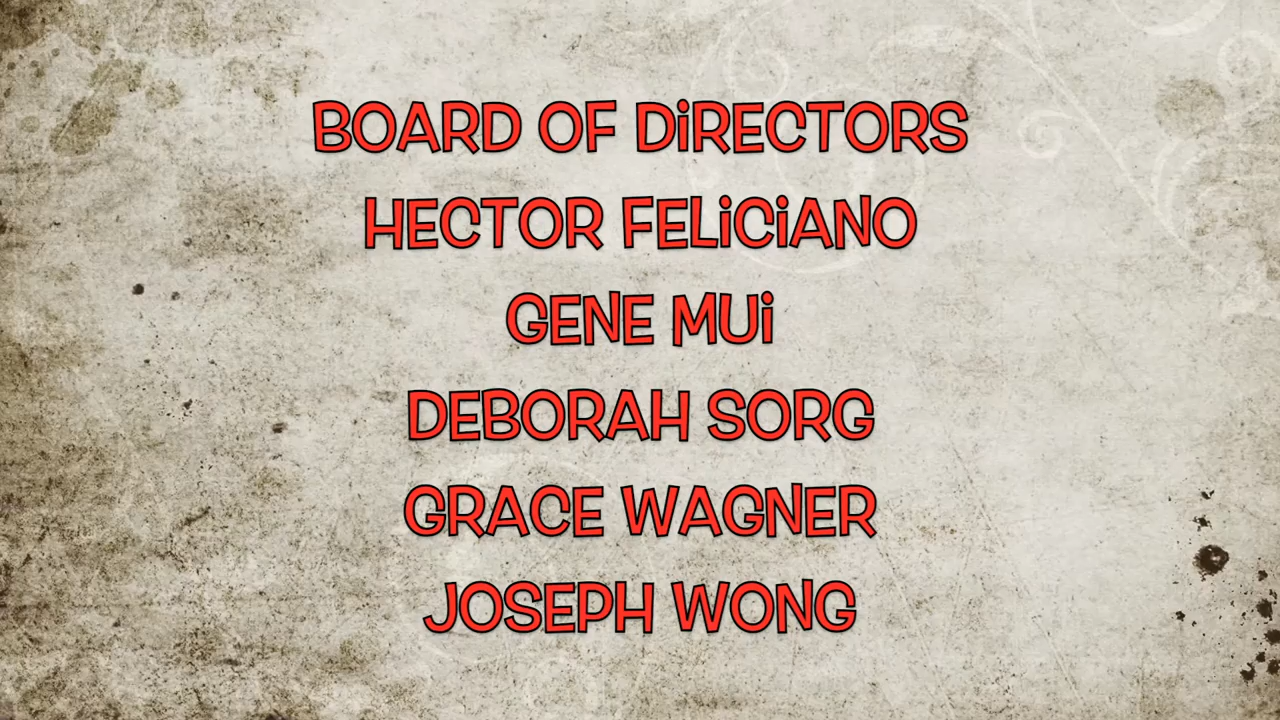 BOARD OF DiRECTORS
HECTOR FELiCiANO
GENE MUi
DEBORAH SORG
GRACE WAGNER
JOSEPH WONG